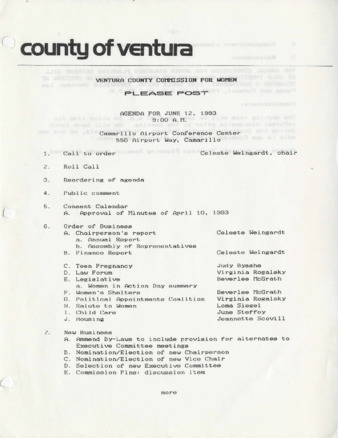 county of ventura
VENTURA COUNTY COMMISSION FOR WOMEN
PLEASE POST
AGENDA FOR JUNE 12, 1993
9:00 A.M.
Camarillo Airport Conference Center
550 Airport Way, Camarillo
1. Call to order Celeste Weingardt, chair
2. Roll Call
3. Reordering of agenda
4. Public comment
5. Consent Calendar
A. Approval of Minutes of April 10, 1993
6. Order of Business
A. Chairperson's report Celeste Weingardt
a. Annual Report
b. Assembly of Representatives
B. Finance Report Celeste Weingardt
C. Teen Pregnancy Judy
D. Law Forum Virginia Rogalsky
E. Legislative Beverlee McGrath
a. Women in Action Day summary
F. Women's Shelters Beverlee McGrath
G. Political Appointments Coalition Virginia Rogalsky
H. Salute to Women Loma Siegel
I. Child Care June Steffoy
J. Housing Jeannette Scovill
7. New Business
A. Ammend By-Laws to include provision for alternates to
Executive Committee meetings
B. Nomination/Election of new Chairperson
C. Nomination/Election of new Vice Chair
D. Selection of new Executive Committee
E. Commission Pins: discussion item
more